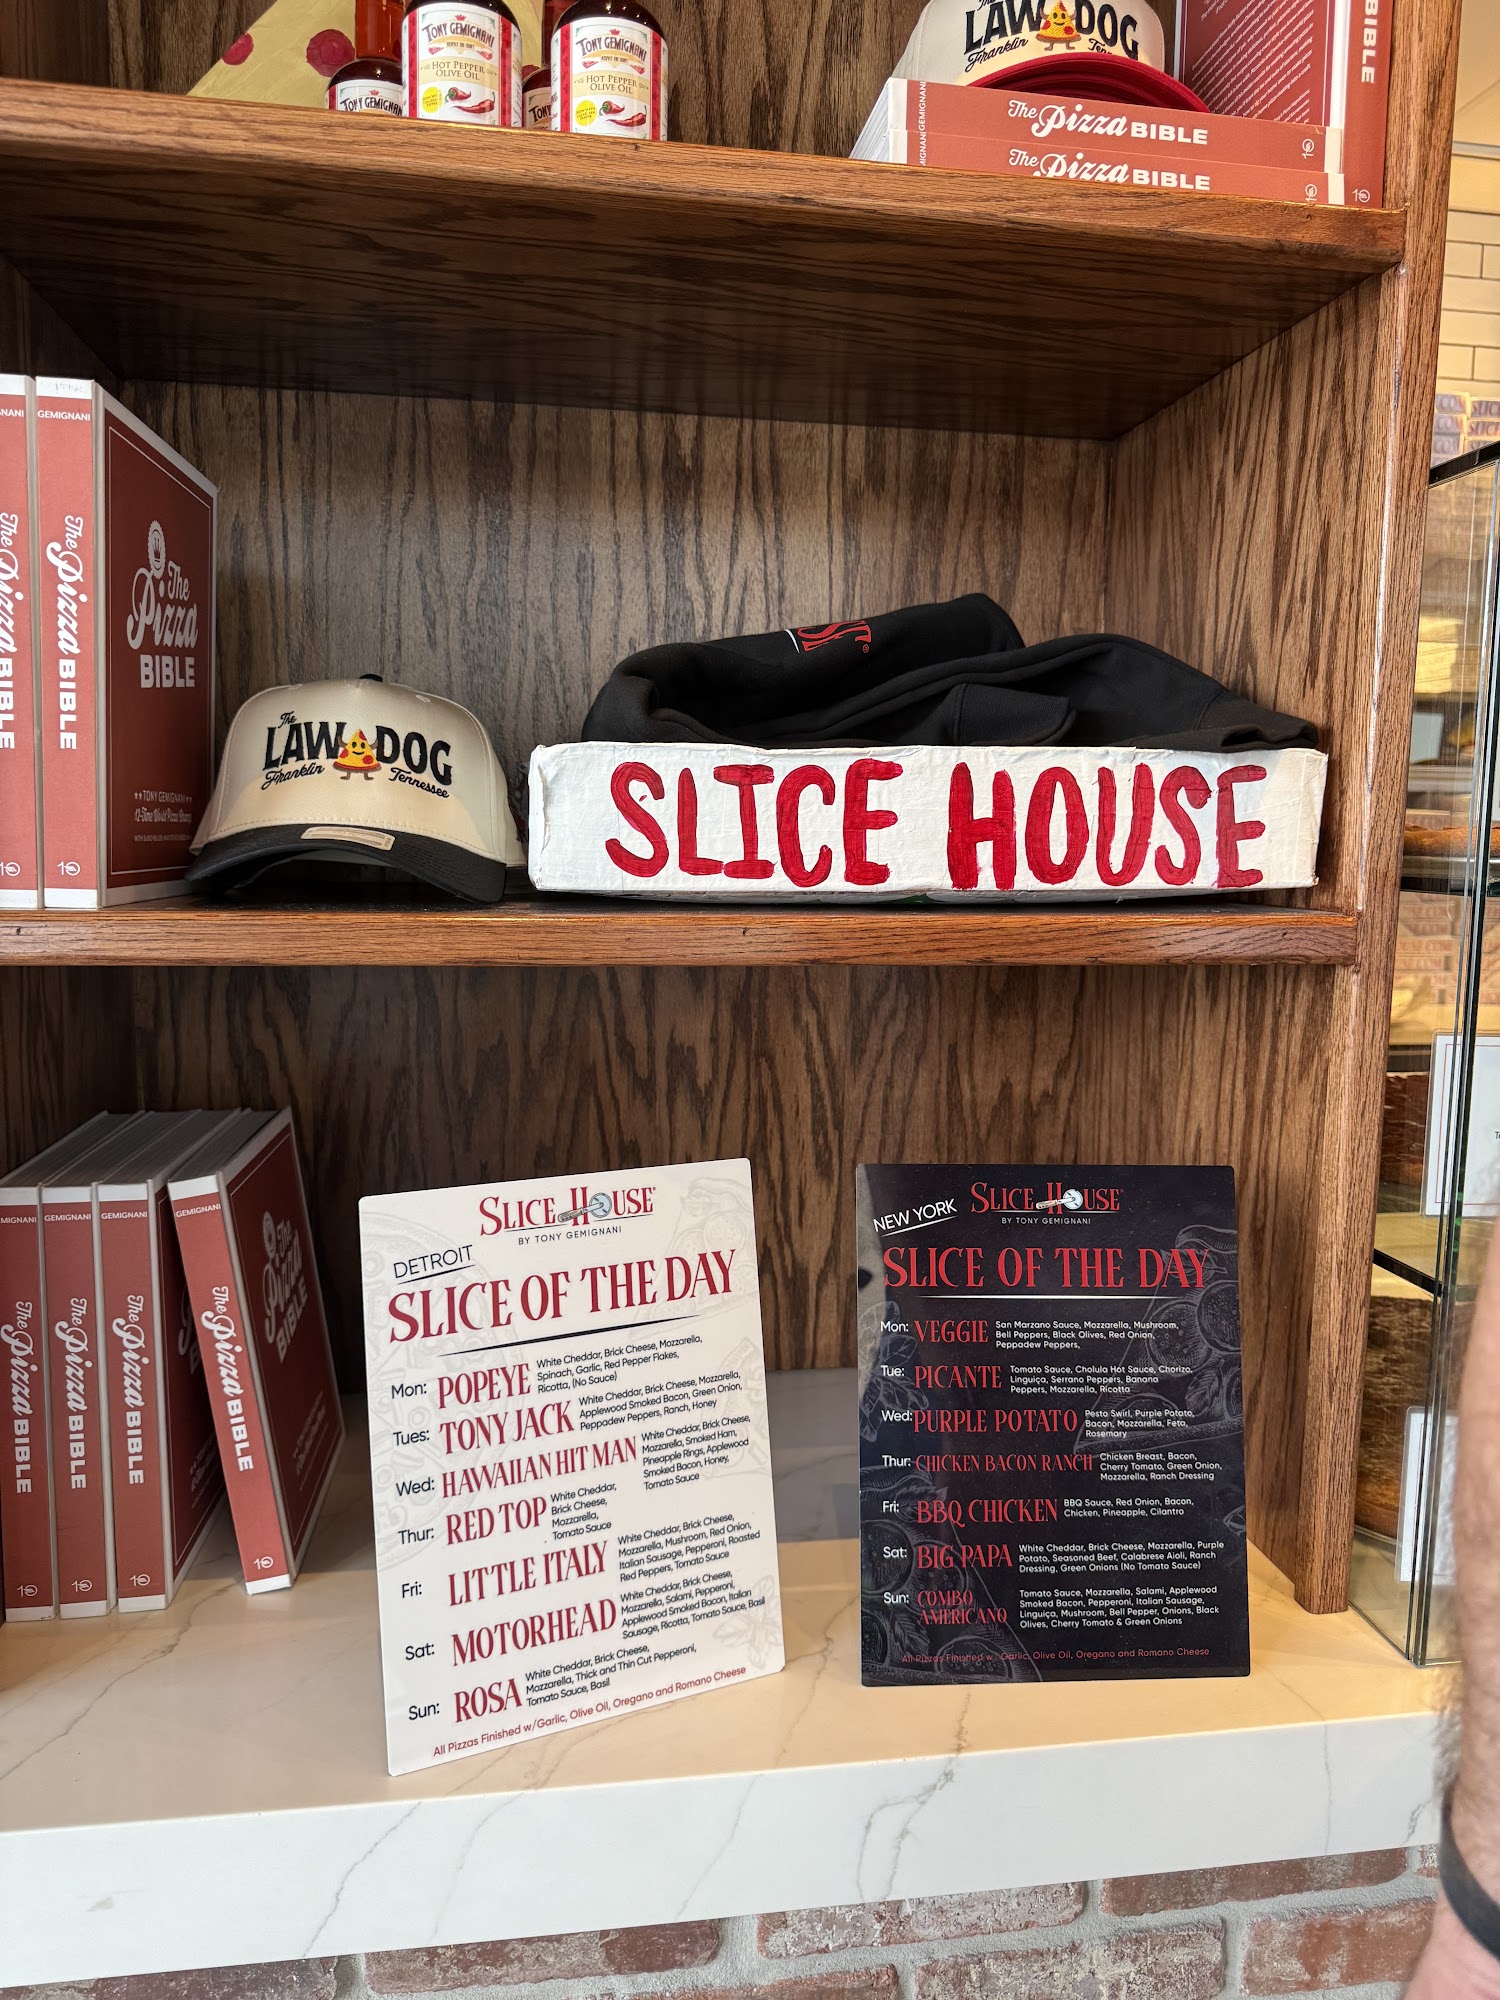 TONY GEMIGNANI
HOT PEPPER
OLIVE OIL
TONY GEMIGNANI
HOT PEPPER
OLIVE OIL
TONY GEMIGNANI
TONY
The
LAW DOG
Franklin Tenn
GEMIGNANI
The Pizza BIBLE
The Pizza BIBLE
BIBLE
GNANI
The Pizza BIBLE
GEMIGNANI
The Pizza BIBLE
The
Pizza
BIBLE
TONY GEMIGNANI
The
LAW DOG
Franklin Tennessee
USE
SLICE HOUSE
MIGNANI
The Pizza BIBLE
GEMIGNANI
The Pizza BIBLE
GEMIGNANI
The Pizza BIBLE
GEMIGNANI
The Pizza BIBLE
The
Pizza
BIBLE
SLICE HOUSE
BY TONY GEMIGNANI
DETROIT
SLICE OF THE DAY
Mon: POPEYE
White Cheddar, Brick Cheese, Mozzarella,
Spinach, Garlic, Red Pepper Flakes,
Ricotta, (No Sauce)
Tues: TONY JACK
White Cheddar, Brick Cheese, Mozzarella,
Applewood Smoked Bacon, Green Onion,
Peppadew Peppers, Ranch, Honey
Wed: HAWAIIAN HIT MAN
White Cheddar, Brick Cheese,
Mozzarella, Smoked Ham,
Pineapple Rings, Applewood
Smoked Bacon, Honey,
Tomato Sauce
Thur: RED TOP
White Cheddar,
Brick Cheese,
Mozzarella,
Tomato Sauce
Fri: LITTLE ITALY
White Cheddar, Brick Cheese,
Mozzarella, Mushroom, Red Onion,
Italian Sausage, Pepperoni, Roasted
Red Peppers, Tomato Sauce
Sat: MOTORHEAD
White Cheddar, Brick Cheese,
Mozzarella, Salami, Pepperoni,
Applewood Smoked Bacon, Italian
Sausage, Ricotta, Tomato Sauce, Basil
Sun: ROSA
White Cheddar, Brick Cheese,
Mozzarella, Thick and Thin Cut Pepperoni,
Tomato Sauce, Basil
All Pizzas Finished w/Garlic, Olive Oil, Oregano and Romano Cheese
NEW YORK
SLICE HOUSE
BY TONY GEMIGNANI
SLICE OF THE DAY
Mon: VEGGIE
San Marzano Sauce, Mozzarella, Mushroom,
Bell Peppers, Black Olives, Red Onion,
Peppadew Peppers,
Tue: PICANTE
Tomato Sauce, Cholula Hot Sauce, Chorizo,
Linguiça, Serrano Peppers, Banana
Peppers, Mozzarella, Ricotta
Wed: PURPLE POTATO
Pesto Swirl, Purple Potato,
Bacon, Mozzarella, Feta,
Rosemary
Thur: CHICKEN BACON RANCH
Chicken Breast, Bacon,
Cherry Tomato, Green Onion,
Mozzarella, Ranch Dressing
Fri: BBQ CHICKEN
BBQ Sauce, Red Onion, Bacon,
Chicken, Pineapple, Cilantro
Sat: BIG PAPA
White Cheddar, Brick Cheese, Mozzarella, Purple
Potato, Seasoned Beef, Calabrese Aioli, Ranch
Dressing, Green Onions (No Tomato Sauce)
Sun: COMBO
AMERICANO
Tomato Sauce, Mozzarella, Salami, Applewood
Smoked Bacon, Pepperoni, Italian Sausage,
Linguiça, Mushroom, Bell Pepper, Onions, Black
Olives, Cherry Tomato & Green Onions
All Pizzas Finished w/ Garlic, Olive Oil, Oregano and Romano Cheese